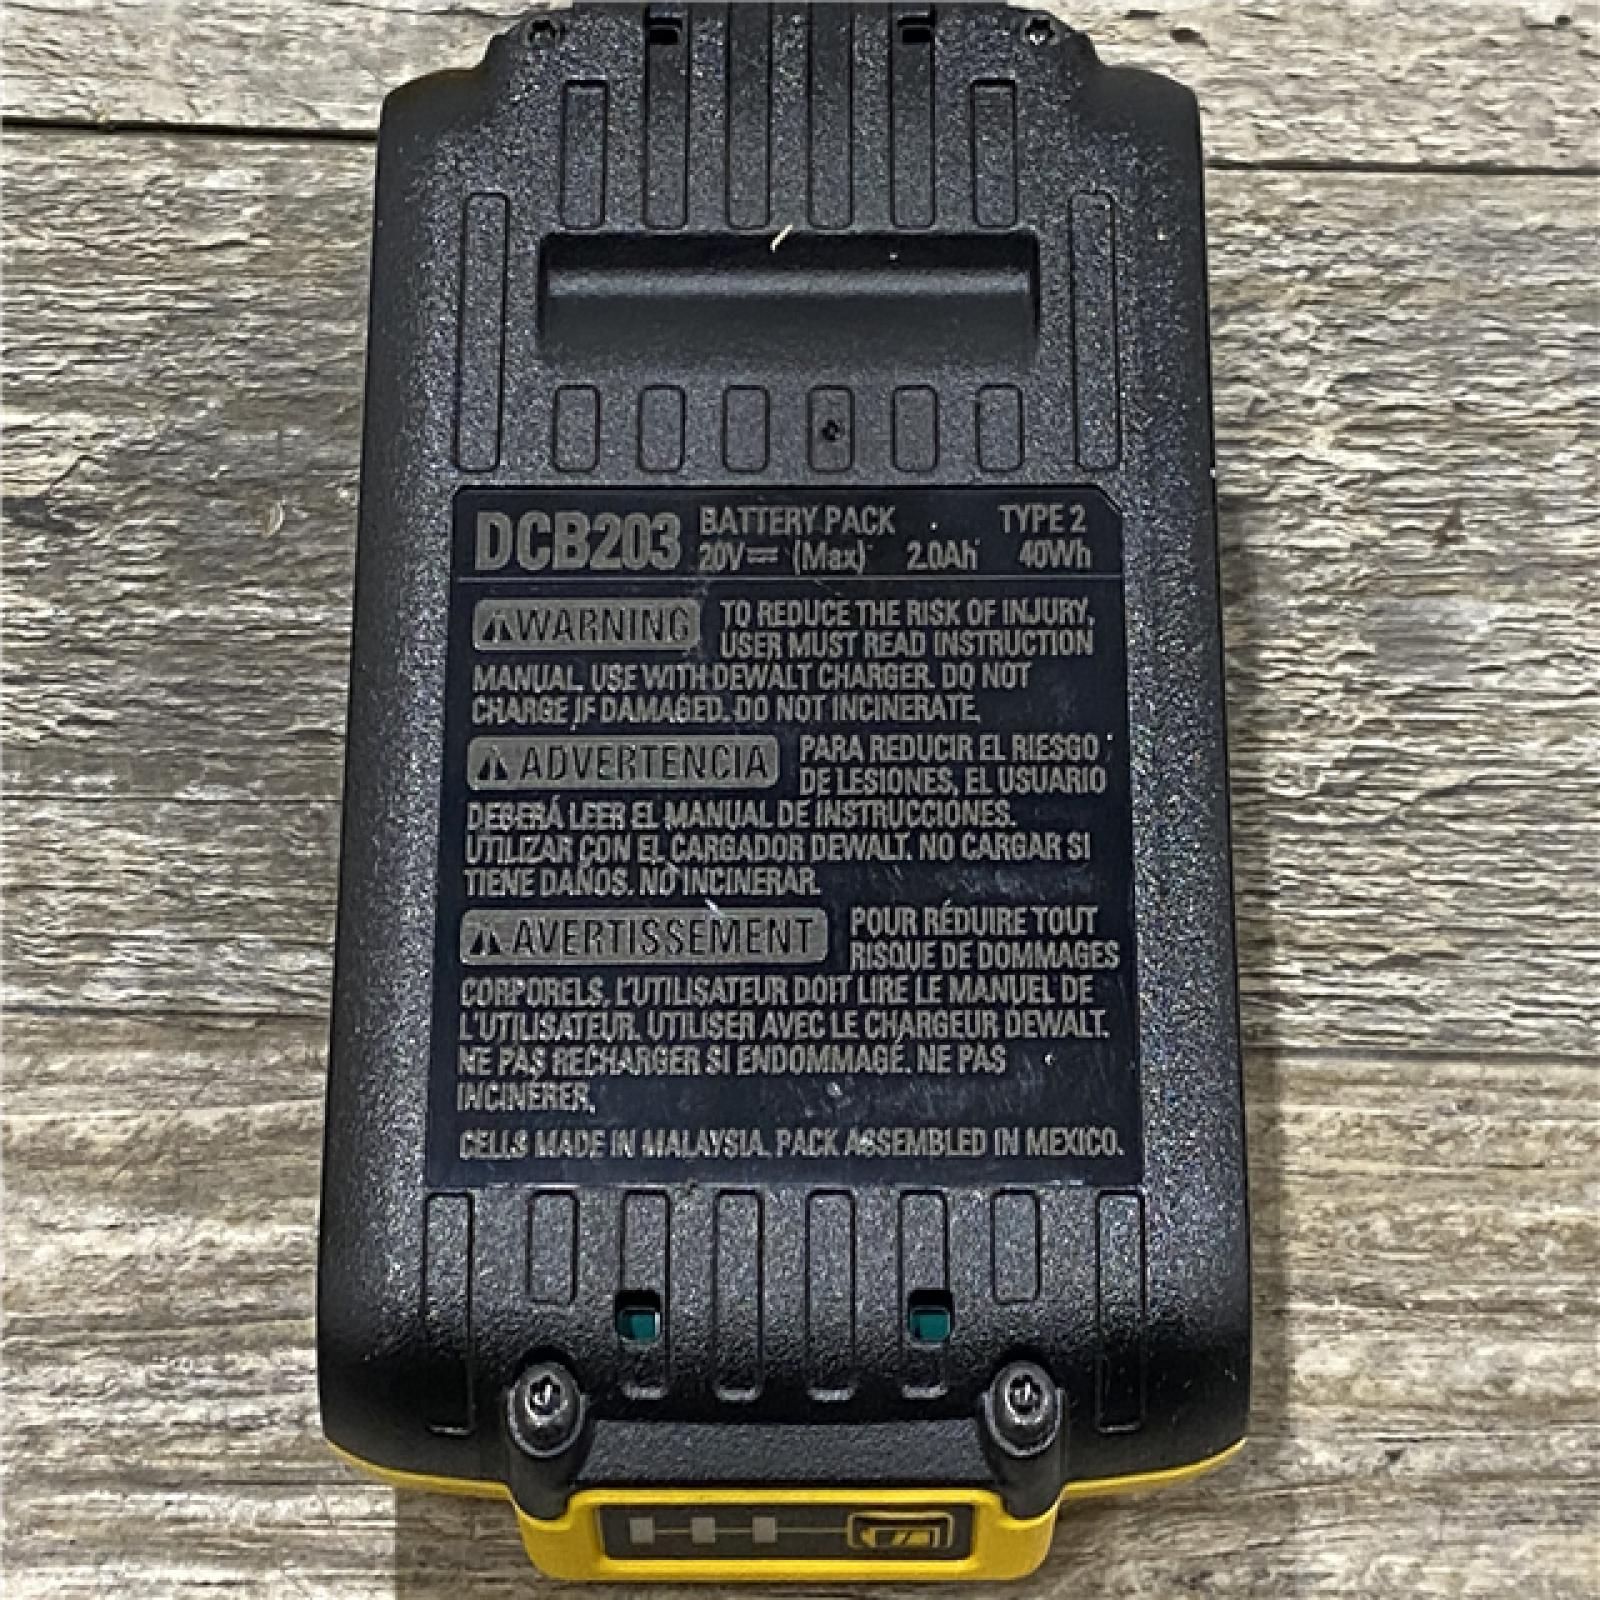 DCB203 BATTERY PACK TYPE 2
20V⎓ (Max) 2.0Ah 40Wh
⚠WARNING TO REDUCE THE RISK OF INJURY,
USER MUST READ INSTRUCTION
MANUAL. USE WITH DEWALT CHARGER. DO NOT
CHARGE IF DAMAGED. DO NOT INCINERATE.
⚠ADVERTENCIA PARA REDUCIR EL RIESGO
DE LESIONES, EL USUARIO
DEBERÁ LEER EL MANUAL DE INSTRUCCIONES.
UTILIZAR CON EL CARGADOR DEWALT. NO CARGAR SI
TIENE DAÑOS. NO INCINERAR.
⚠AVERTISSEMENT POUR RÉDUIRE TOUT
RISQUE DE DOMMAGES
CORPORELS, L'UTILISATEUR DOIT LIRE LE MANUEL DE
L'UTILISATEUR. UTILISER AVEC LE CHARGEUR DEWALT.
NE PAS RECHARGER SI ENDOMMAGÉ. NE PAS
INCINÉRER.
CELLS MADE IN MALAYSIA. PACK ASSEMBLED IN MEXICO.